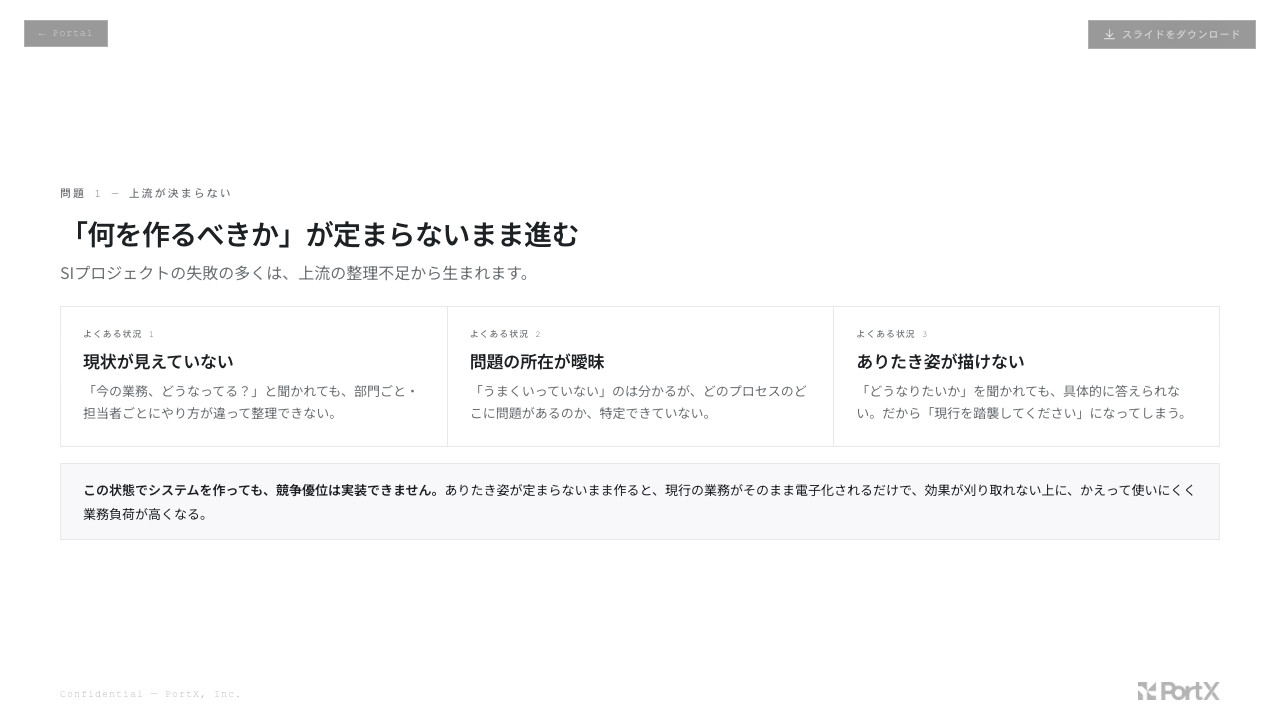 ← Portal
スライドをダウンロード
問題 1 — 上流が決まらない
「何を作るべきか」が定まらないまま進む
SIプロジェクトの失敗の多くは、上流の整理不足から生まれます。
よくある状況 1
現状が見えていない
「今の業務、どうなってる？」と聞かれても、部門ごと・
担当者ごとにやり方が違って整理できない。
よくある状況 2
問題の所在が曖昧
「うまくいっていない」のは分かるが、どのプロセスのど
こに問題があるのか、特定できていない。
よくある状況 3
ありたき姿が描けない
「どうなりたいか」を聞かれても、具体的に答えられな
い。だから「現行を踏襲してください」になってしまう。
この状態でシステムを作っても、競争優位は実装できません。ありたき姿が定まらないまま作ると、現行の業務がそのまま電子化されるだけで、効果が刈り取れない上に、かえって使いにくく
業務負荷が高くなる。
Confidential — PortX, Inc.
PortX